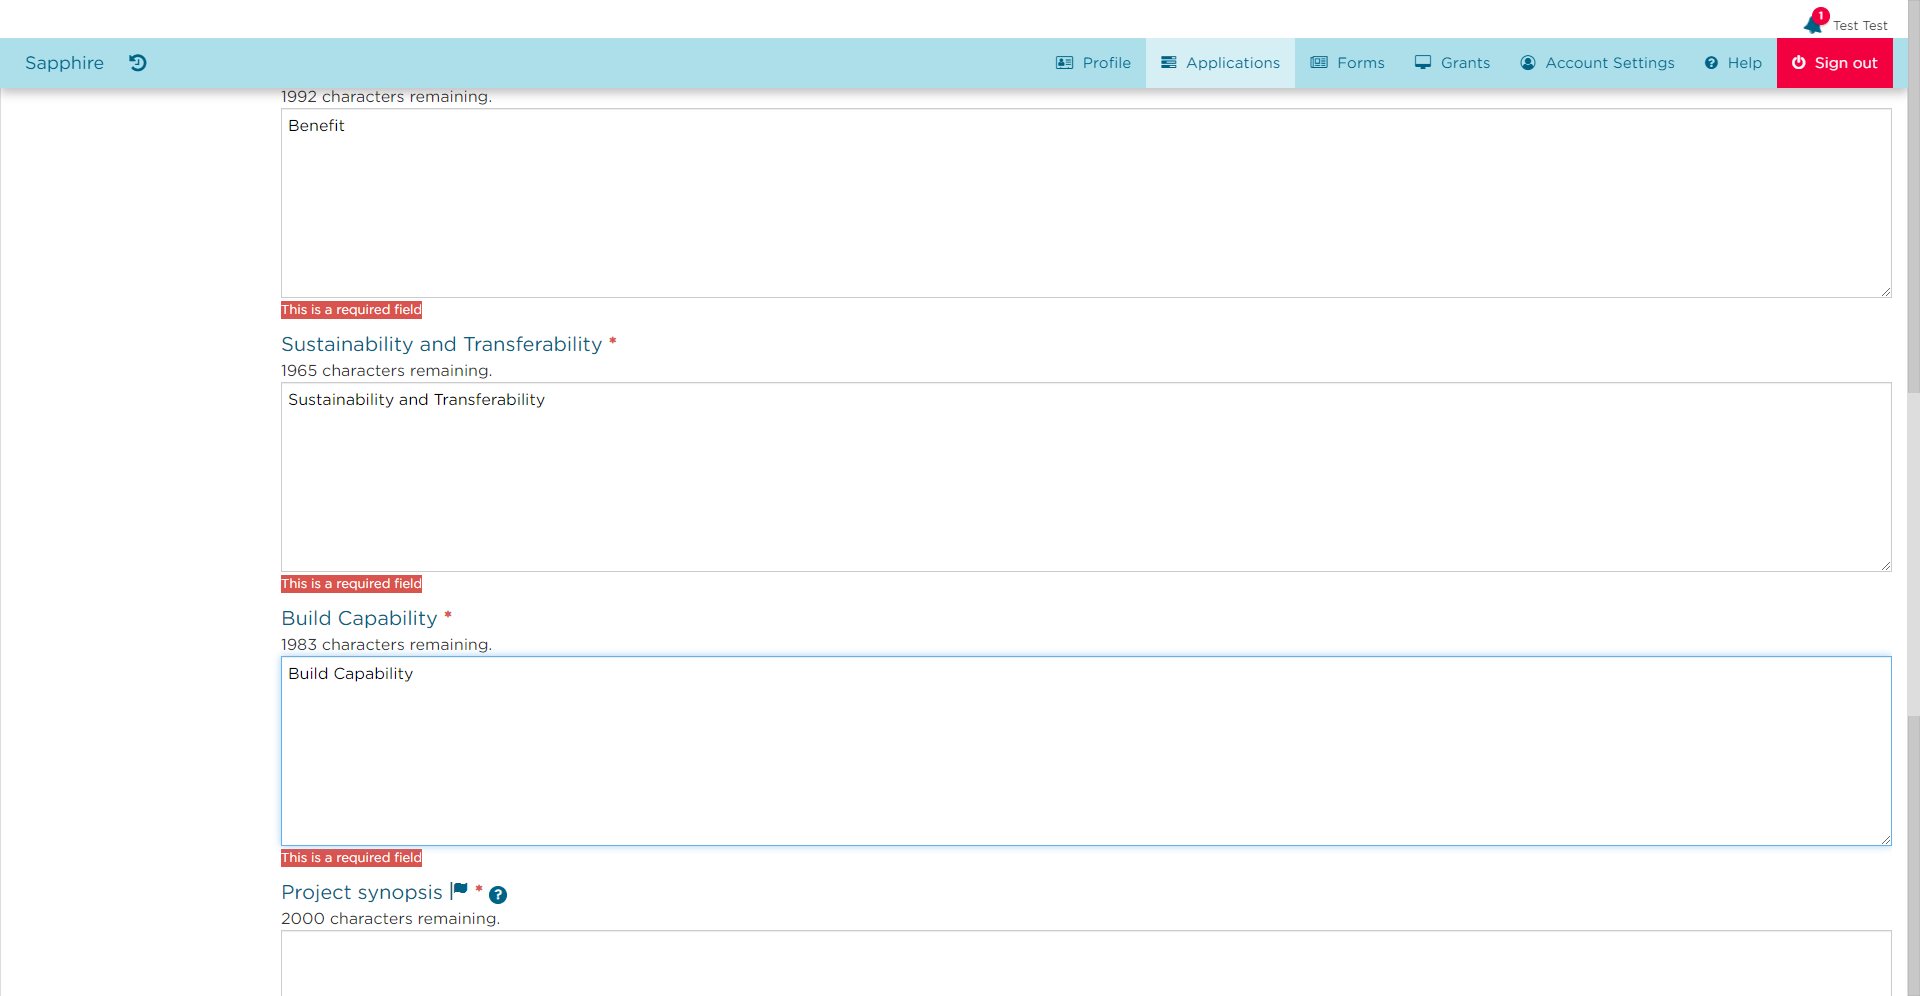 1
Test Test
Sapphire
Profile
Applications
Forms
Grants
Account Settings
Help
Sign out
1992 characters remaining.
Benefit
This is a required field
Sustainability and Transferability *
1965 characters remaining.
Sustainability and Transferability
This is a required field
Build Capability *
1983 characters remaining.
Build Capability
This is a required field
Project synopsis * ?
2000 characters remaining.